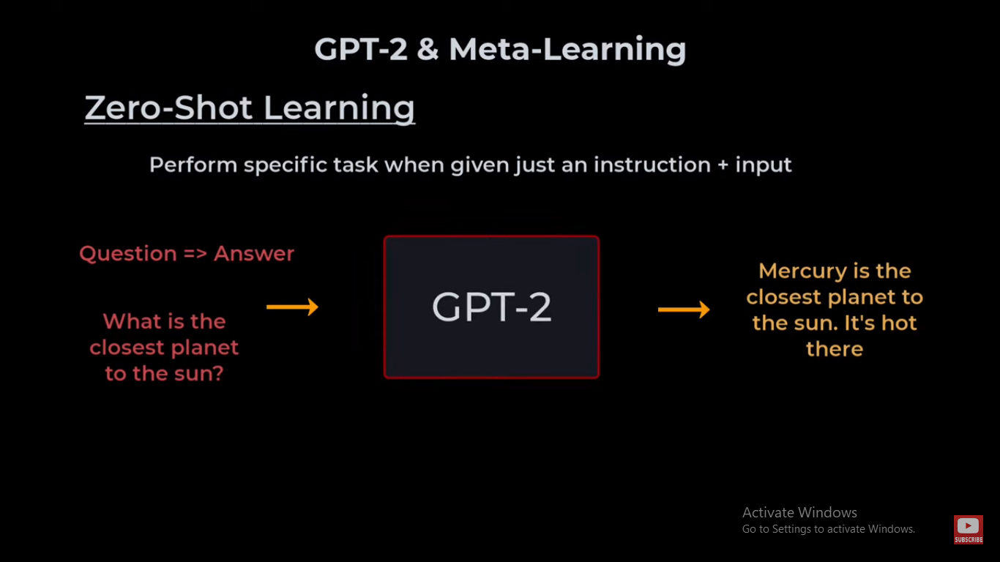 GPT-2 & Meta-Learning
Zero-Shot Learning
Perform specific task when given just an instruction + input
Question => Answer
What is the
closest planet
to the sun?
GPT-2
Mercury is the
closest planet to
the sun. It's hot
there
Activate Windows
Go to Settings to activate Windows.
SUBSCRIBE